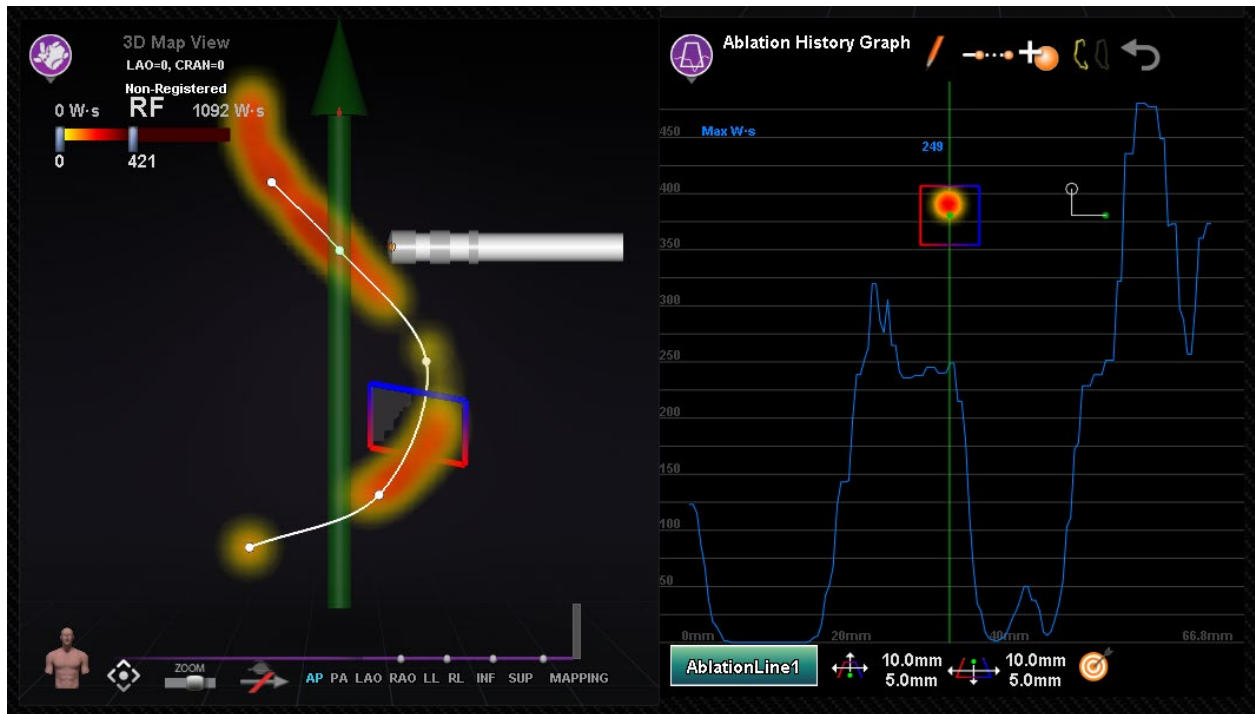 3D Map View
LAO=0, CRAN=0
Non-Registered
0 W·s RF 1092 W·s
0 421
ZOOM
AP PA LAO RAO LL RL INF SUP MAPPING
Ablation History Graph
Max W·s
249
450
400
350
300
250
200
150
100
50
0mm 20mm 40mm 66.8mm
AblationLine1
10.0mm
5.0mm
10.0mm
5.0mm